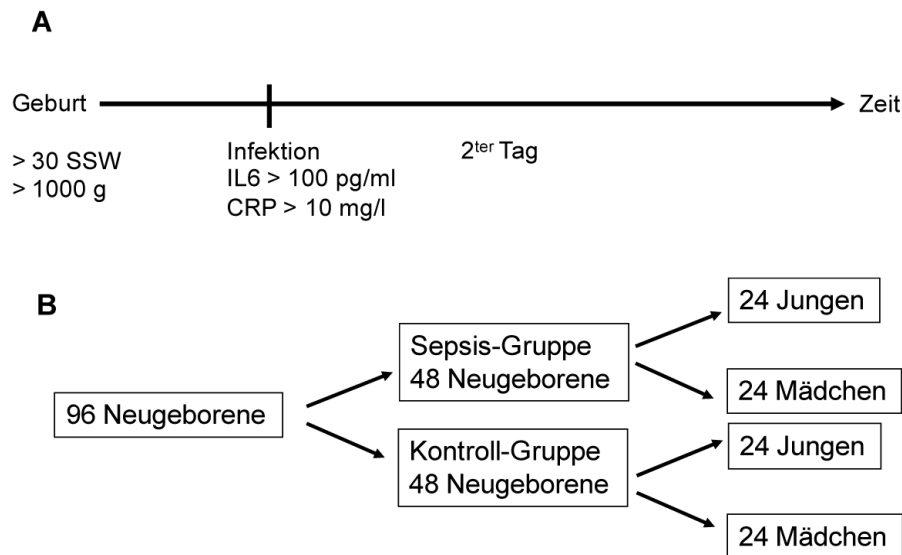 A
Geburt
Zeit
> 30 SSW
> 1000 g
Infektion
IL6 > 100 pg/ml
CRP > 10 mg/l
2ter Tag
B
96 Neugeborene
Sepsis-Gruppe
48 Neugeborene
24 Jungen
24 Mädchen
Kontroll-Gruppe
48 Neugeborene
24 Jungen
24 Mädchen